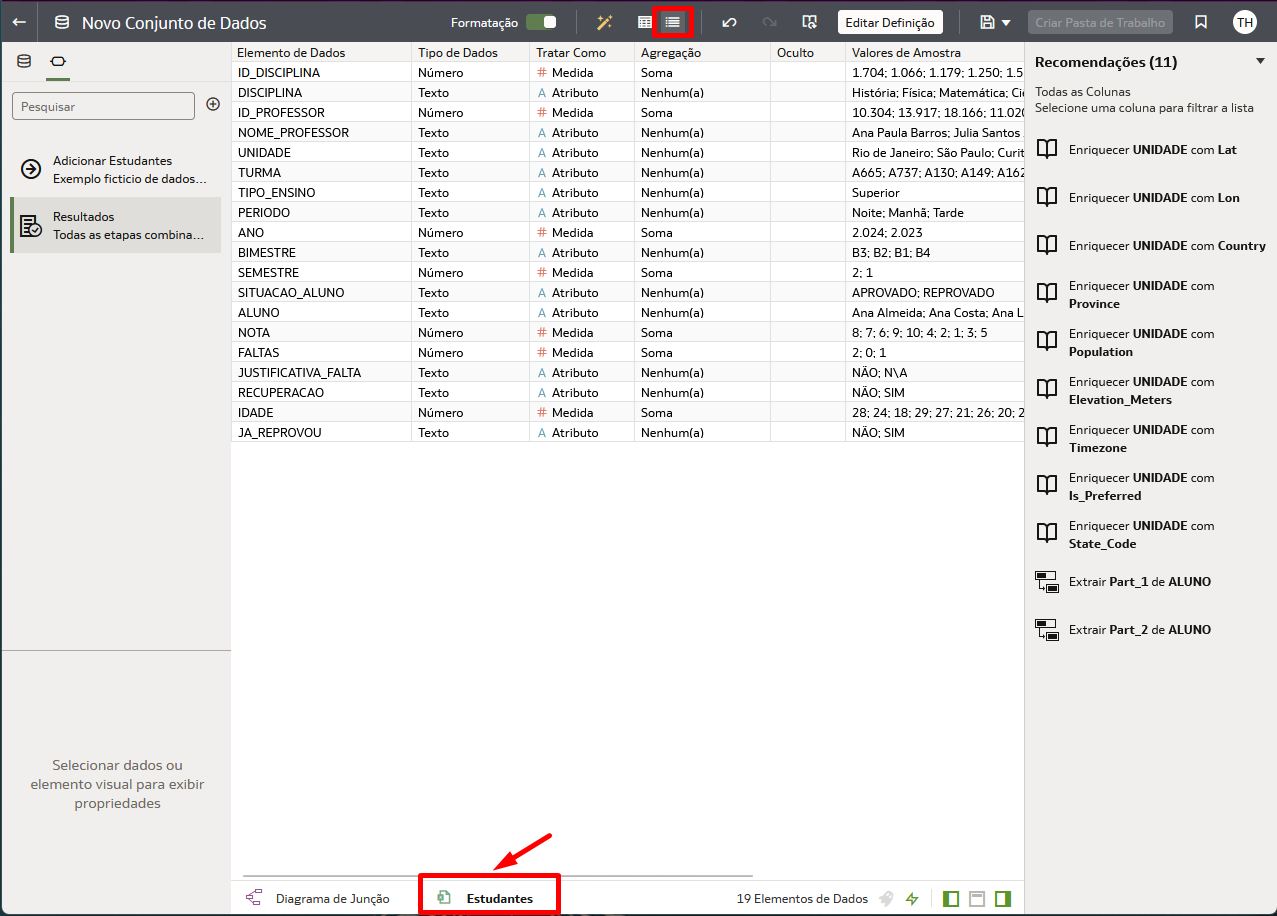 Novo Conjunto de Dados
Formatação
Editar Definição
Criar Pasta de Trabalho
TH
Pesquisar
Adicionar Estudantes
Exemplo ficticio de dados...
Resultados
Todas as etapas combina...
Selecionar dados ou
elemento visual para exibir
propriedades
Elemento de Dados Tipo de Dados Tratar Como Agregação Oculto Valores de Amostra
ID_DISCIPLINA Número # Medida Soma 1.704; 1.066; 1.179; 1.250; 1.5
DISCIPLINA Texto A Atributo Nenhum(a) História; Física; Matemática; Cie
ID_PROFESSOR Número # Medida Soma 10.304; 13.917; 18.166; 11.020
NOME_PROFESSOR Texto A Atributo Nenhum(a) Ana Paula Barros; Julia Santos
UNIDADE Texto A Atributo Nenhum(a) Rio de Janeiro; São Paulo; Curit
TURMA Texto A Atributo Nenhum(a) A665; A737; A130; A149; A162
TIPO_ENSINO Texto A Atributo Nenhum(a) Superior
PERIODO Texto A Atributo Nenhum(a) Noite; Manhã; Tarde
ANO Número # Medida Soma 2.024; 2.023
BIMESTRE Texto A Atributo Nenhum(a) B3; B2; B1; B4
SEMESTRE Número # Medida Soma 2; 1
SITUACAO_ALUNO Texto A Atributo Nenhum(a) APROVADO; REPROVADO
ALUNO Texto A Atributo Nenhum(a) Ana Almeida; Ana Costa; Ana L
NOTA Número # Medida Soma 8; 7; 6; 9; 10; 4; 2; 1; 3; 5
FALTAS Número # Medida Soma 2; 0; 1
JUSTIFICATIVA_FALTA Texto A Atributo Nenhum(a) NÃO; N\A
RECUPERACAO Texto A Atributo Nenhum(a) NÃO; SIM
IDADE Número # Medida Soma 28; 24; 18; 29; 27; 21; 26; 20; 2
JA_REPROVOU Texto A Atributo Nenhum(a) NÃO; SIM
Diagrama de Junção
Estudantes
19 Elementos de Dados
Recomendações (11)
Todas as Colunas
Selecione uma coluna para filtrar a lista
Enriquecer UNIDADE com Lat
Enriquecer UNIDADE com Lon
Enriquecer UNIDADE com Country
Enriquecer UNIDADE com
Province
Enriquecer UNIDADE com
Population
Enriquecer UNIDADE com
Elevation_Meters
Enriquecer UNIDADE com
Timezone
Enriquecer UNIDADE com
Is_Preferred
Enriquecer UNIDADE com
State_Code
Extrair Part_1 de ALUNO
Extrair Part_2 de ALUNO